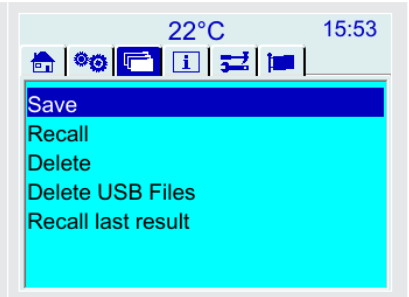 22°C 15:53
i
Save
Recall
Delete
Delete USB Files
Recall last result